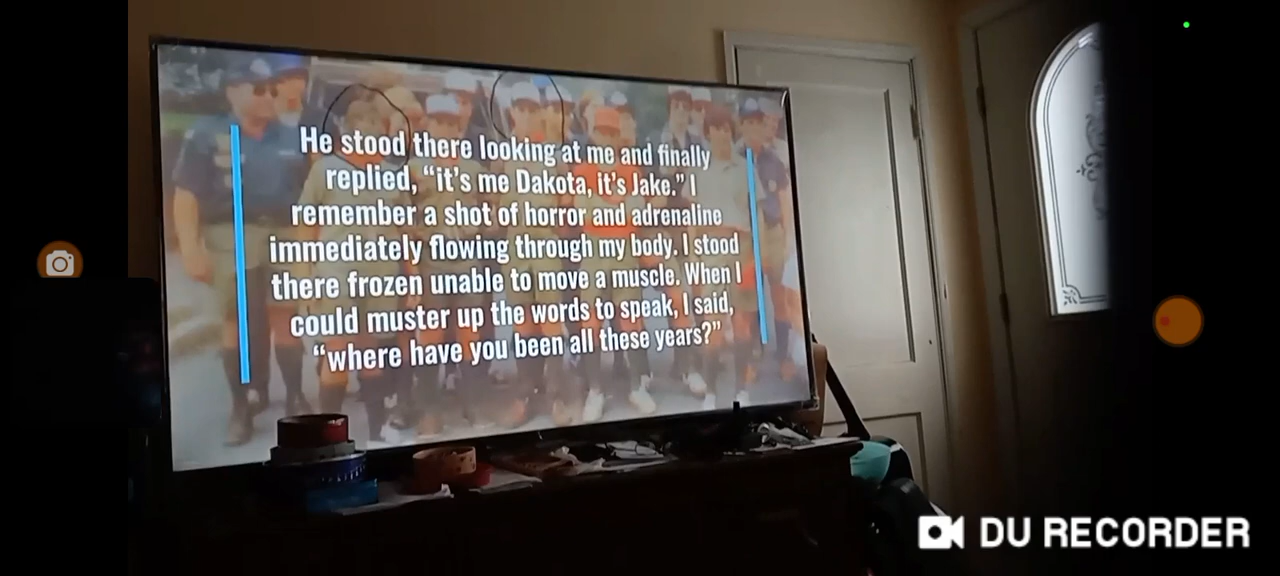 He stood there looking at me and finally
replied, “it’s me Dakota, it’s Jake.” I
remember a shot of horror and adrenaline
immediately flowing through my body. I stood
there frozen unable to move a muscle. When I
could muster up the words to speak, I said,
“where have you been all these years?”
DU RECORDER